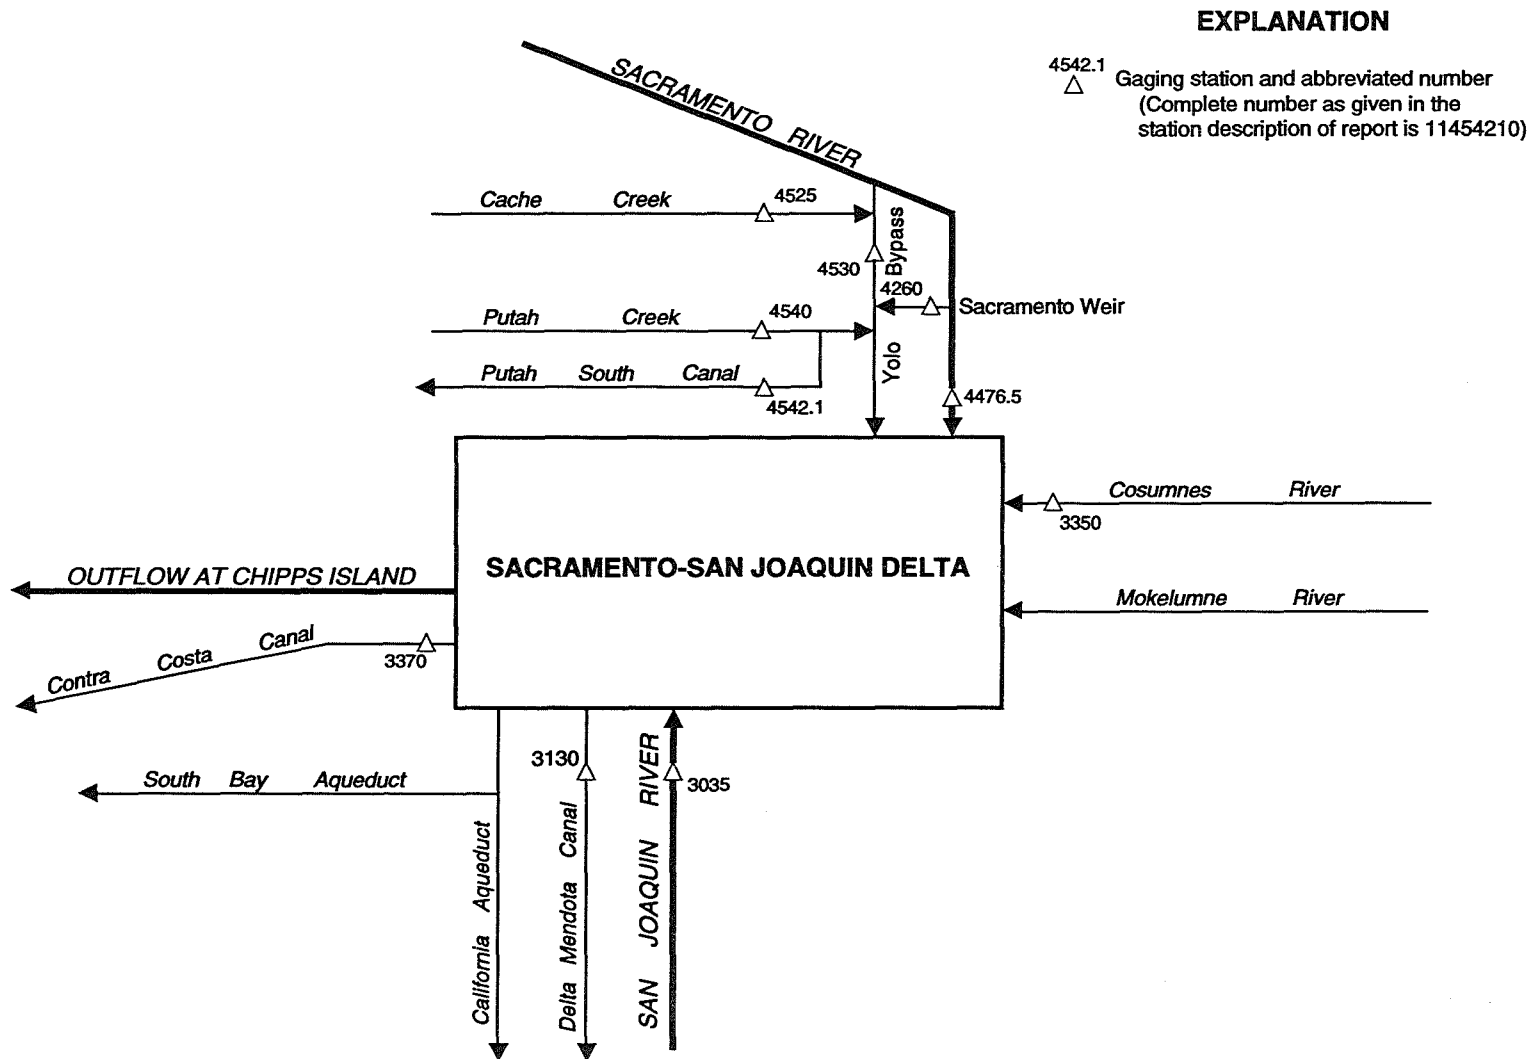 EXPLANATION
4542.1
Gaging station and abbreviated number
(Complete number as given in the
station description of report is 11454210)
SACRAMENTO RIVER
Cache Creek
4525
Bypass
4530
4260
Sacramento Weir
Putah Creek
4540
Yolo
Putah South Canal
4542.1
4476.5
Cosumnes River
3350
SACRAMENTO-SAN JOAQUIN DELTA
OUTFLOW AT CHIPPS ISLAND
Mokelumne River
Contra Costa Canal
3370
3130
3035
South Bay Aqueduct
California Aqueduct
Delta Mendota Canal
SAN JOAQUIN RIVER